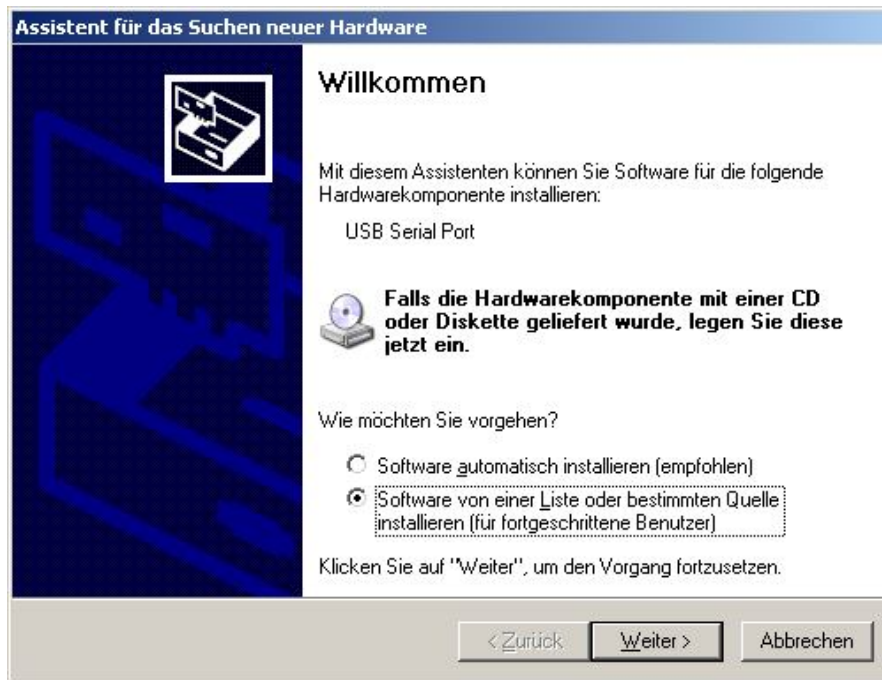 Assistent für das Suchen neuer Hardware
Willkommen
Mit diesem Assistenten können Sie Software für die folgende
Hardwarekomponente installieren:
USB Serial Port
Falls die Hardwarekomponente mit einer CD
oder Diskette geliefert wurde, legen Sie diese
jetzt ein.
Wie möchten Sie vorgehen?
Software automatisch installieren (empfohlen)
Software von einer Liste oder bestimmten Quelle
installieren (für fortgeschrittene Benutzer)
Klicken Sie auf "Weiter", um den Vorgang fortzusetzen.
< Zurück Weiter > Abbrechen